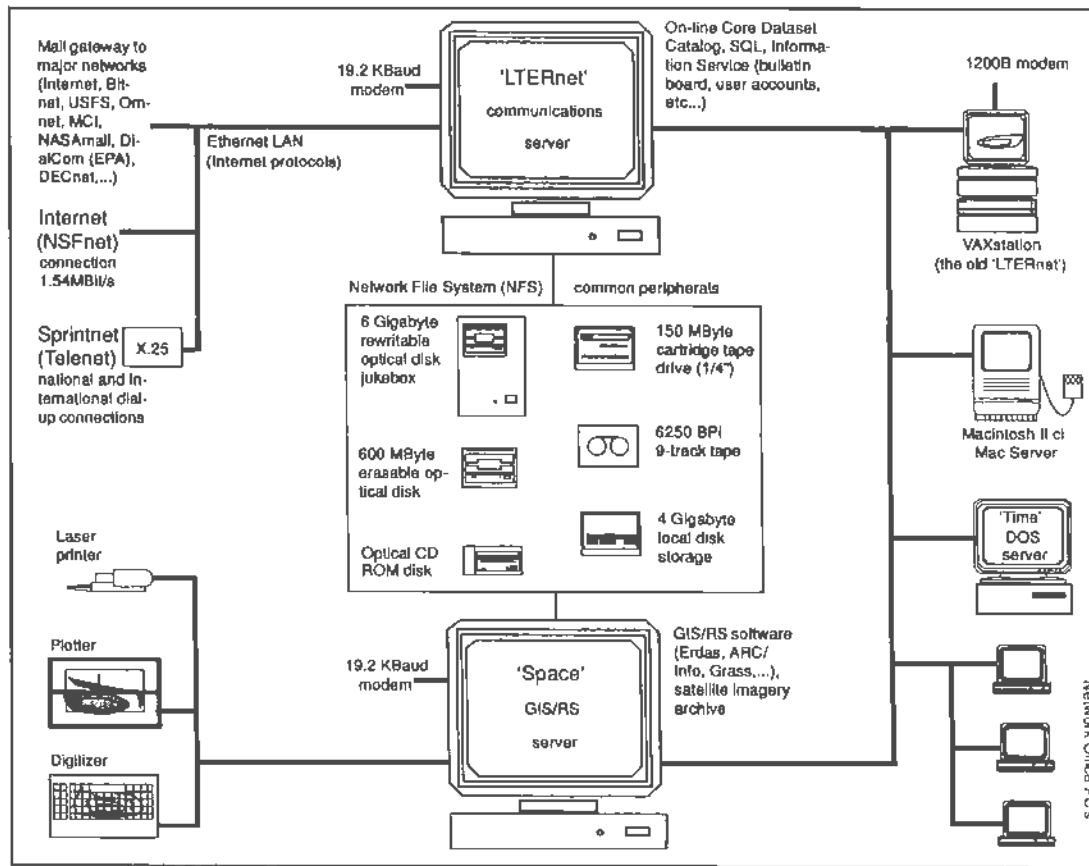 Mail gateway to
major networks
(Internet, Bit-
net, USFS, Om-
net, MCI,
NASAmail, Di-
alCom (EPA),
DECnet,...)
Ethernet LAN
(Internet protocols)
Internet
(NSFnet)
connection
1.54MBit/s
Sprintnet
(Telenet)
X.25
national and in-
ternational dial-
up connections
19.2 KBaud
modem
'LTERnet'
communications
server
On-line Core Dataset
Catalog, SQL, Informa-
tion Service (bulletin
board, user accounts,
etc...)
1200B modem
VAXstation
(the old 'LTERnet')
Network File System (NFS)
common peripherals
6 Gigabyte
rewritable
optical disk
jukebox
150 MByte
cartridge tape
drive (1/4")
600 MByte
erasable op-
tical disk
6250 BPI
9-track tape
Optical CD
ROM disk
4 Gigabyte
local disk
storage
Macintosh II ci
Mac Server
'Time'
DOS
server
Laser
printer
Plotter
Digitizer
19.2 KBaud
modem
'Space'
GIS/RS
server
GIS/RS software
(Erdas, ARC/
Info, Grass,...),
satellite imagery
archive
Network Office